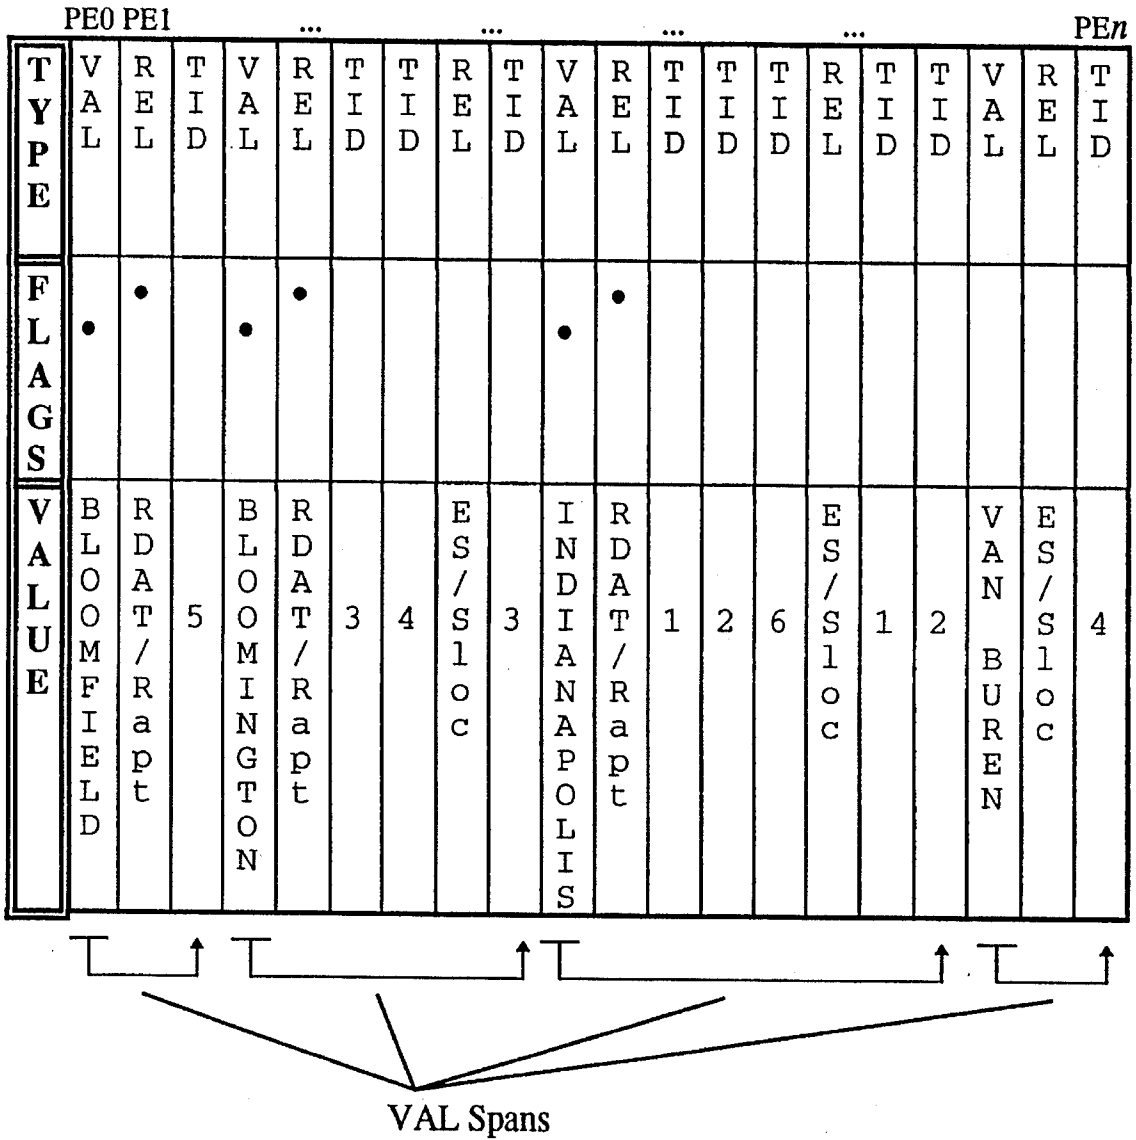 PE0 PE1 ... ... ... ... PEn
TYPE VAL REL TID VAL REL TID TID REL TID VAL REL TID TID TID REL TID TID VAL REL TID
FLAGS
VALUE BLOOMFIELD RDAT/Rapt 5 BLOOMINGTON RDAT/Rapt 3 4 ES/Sloc 3 INDIANAPOLIS RDAT/Rapt 1 2 6 ES/Sloc 1 2 VAN BUREN ES/Sloc 4
VAL Spans